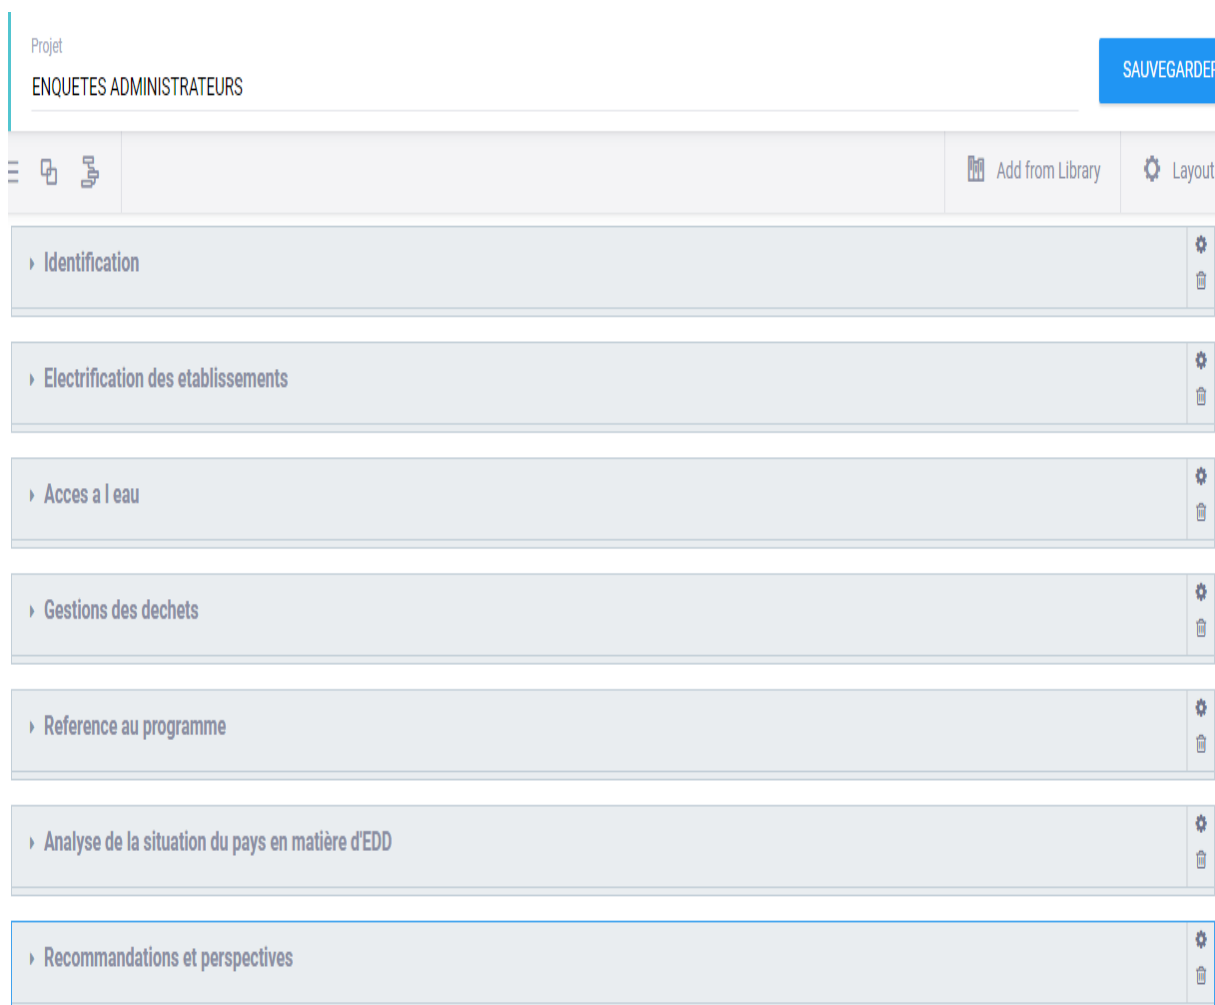 Projet
ENQUETES ADMINISTRATEURS
SAUVEGARDER
Add from Library
Layout
Identification
Electrification des etablissements
Acces a l eau
Gestions des dechets
Reference au programme
Analyse de la situation du pays en matière d'EDD
Recommandations et perspectives